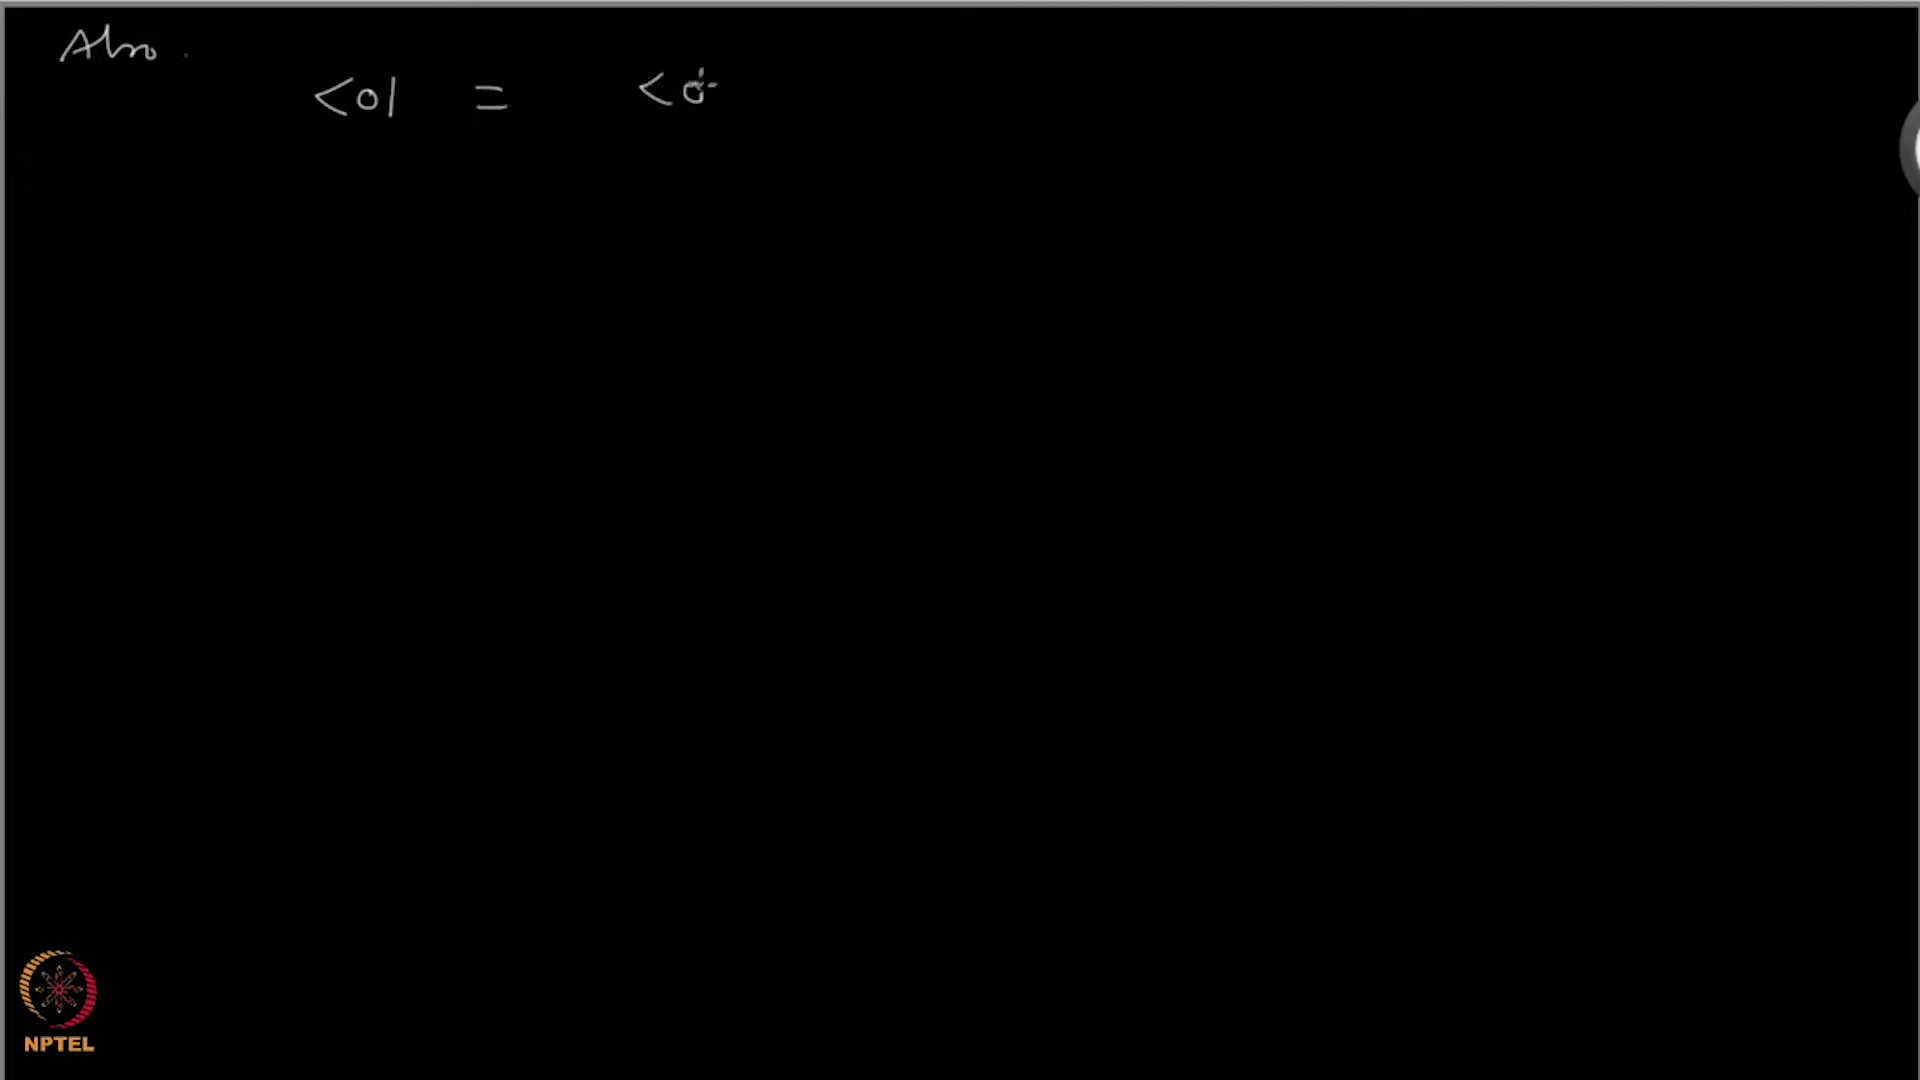 Also.
<0| = <0
NPTEL